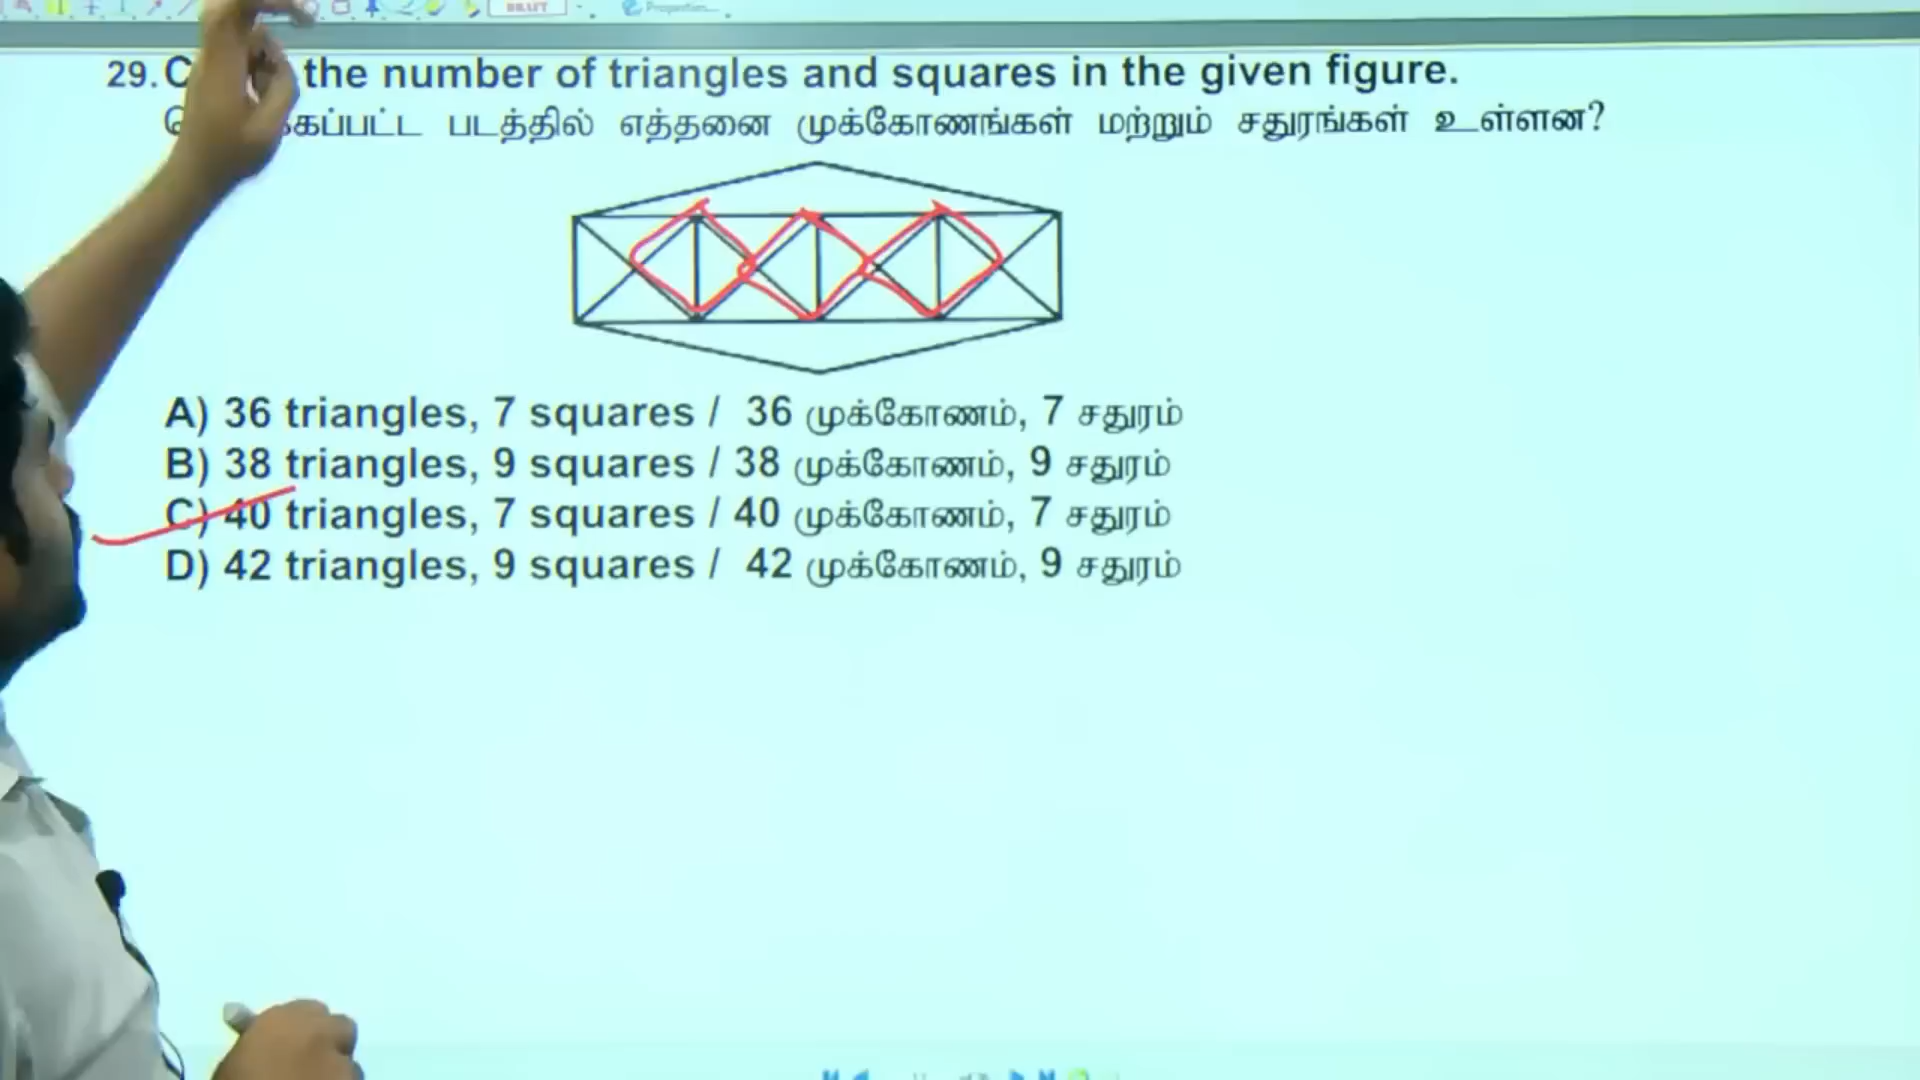 DRAFT
Properties...
29. the number of triangles and squares in the given figure.
படத்தில் எத்தனை முக்கோணங்கள் மற்றும் சதுரங்கள் உள்ளன?
A) 36 triangles, 7 squares / 36 முக்கோணம், 7 சதுரம்
B) 38 triangles, 9 squares / 38 முக்கோணம், 9 சதுரம்
C) 40 triangles, 7 squares / 40 முக்கோணம், 7 சதுரம்
D) 42 triangles, 9 squares / 42 முக்கோணம், 9 சதுரம்